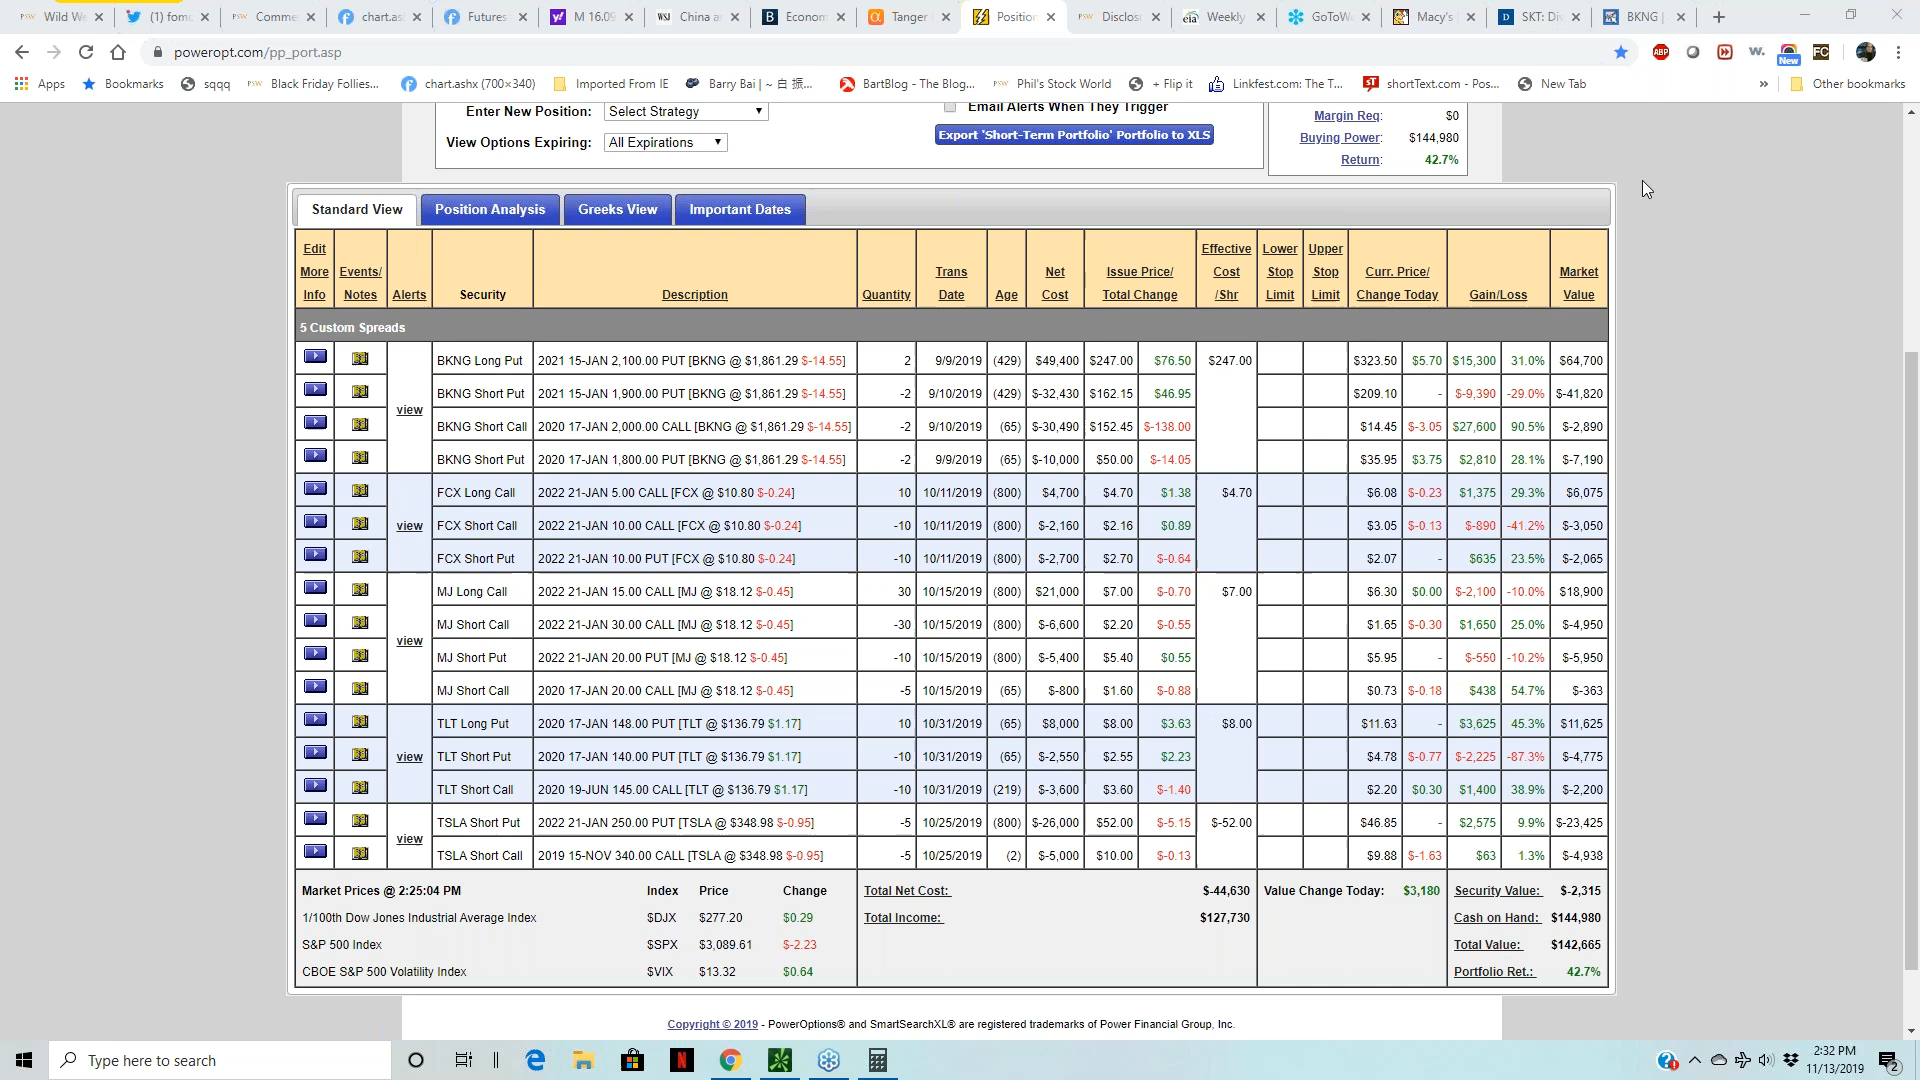 Wild We
(1) fomc
Comme
chart.as
Futures
M 16.09
China a
Econom
Tanger
Position
Disclos
Weekly
GoToW
Macy's
SKT: Div
BKNG |
poweropt.com/pp_port.asp
Apps Bookmarks sqqq Black Friday Follies... chart.ashx (700×340) Imported From IE Barry Bai | ~ 白 振... BartBlog - The Blog... Phil's Stock World + Flip it Linkfest.com: The T... shortText.com - Pos... New Tab » Other bookmarks
Enter New Position: Select Strategy
Email Alerts When They Trigger
View Options Expiring: All Expirations
Export 'Short-Term Portfolio' Portfolio to XLS
Margin Req: $0
Buying Power: $144,980
Return: 42.7%
Standard View Position Analysis Greeks View Important Dates
Edit More Info
Events/ Notes
Alerts
Security
Description
Quantity
Trans Date
Age
Net Cost
Issue Price/ Total Change
Effective Cost /Shr
Lower Stop Limit
Upper Stop Limit
Curr. Price/ Change Today
Gain/Loss
Market Value
5 Custom Spreads
BKNG Long Put 2021 15-JAN 2,100.00 PUT [BKNG @ $1,861.29 $-14.55] 2 9/9/2019 (429) $49,400 $247.00 $76.50 $247.00 $323.50 $5.70 $15,300 31.0% $64,700
BKNG Short Put 2021 15-JAN 1,900.00 PUT [BKNG @ $1,861.29 $-14.55] -2 9/10/2019 (429) $-32,430 $162.15 $46.95 $209.10 - $-9,390 -29.0% $-41,820
view
BKNG Short Call 2020 17-JAN 2,000.00 CALL [BKNG @ $1,861.29 $-14.55] -2 9/10/2019 (65) $-30,490 $152.45 $-138.00 $14.45 $-3.05 $27,600 90.5% $-2,890
BKNG Short Put 2020 17-JAN 1,800.00 PUT [BKNG @ $1,861.29 $-14.55] -2 9/9/2019 (65) $-10,000 $50.00 $-14.05 $35.95 $3.75 $2,810 28.1% $-7,190
FCX Long Call 2022 21-JAN 5.00 CALL [FCX @ $10.80 $-0.24] 10 10/11/2019 (800) $4,700 $4.70 $1.38 $4.70 $6.08 $-0.23 $1,375 29.3% $6,075
view FCX Short Call 2022 21-JAN 10.00 CALL [FCX @ $10.80 $-0.24] -10 10/11/2019 (800) $-2,160 $2.16 $0.89 $3.05 $-0.13 $-890 -41.2% $-3,050
FCX Short Put 2022 21-JAN 10.00 PUT [FCX @ $10.80 $-0.24] -10 10/11/2019 (800) $-2,700 $2.70 $-0.64 $2.07 - $635 23.5% $-2,065
MJ Long Call 2022 21-JAN 15.00 CALL [MJ @ $18.12 $-0.45] 30 10/15/2019 (800) $21,000 $7.00 $-0.70 $7.00 $6.30 $0.00 $-2,100 -10.0% $18,900
MJ Short Call 2022 21-JAN 30.00 CALL [MJ @ $18.12 $-0.45] -30 10/15/2019 (800) $-6,600 $2.20 $-0.55 $1.65 $-0.30 $1,650 25.0% $-4,950
view
MJ Short Put 2022 21-JAN 20.00 PUT [MJ @ $18.12 $-0.45] -10 10/15/2019 (800) $-5,400 $5.40 $0.55 $5.95 - $-550 -10.2% $-5,950
MJ Short Call 2020 17-JAN 20.00 CALL [MJ @ $18.12 $-0.45] -5 10/15/2019 (65) $-800 $1.60 $-0.88 $0.73 $-0.18 $438 54.7% $-363
TLT Long Put 2020 17-JAN 148.00 PUT [TLT @ $136.79 $1.17] 10 10/31/2019 (65) $8,000 $8.00 $3.63 $8.00 $11.63 - $3,625 45.3% $11,625
view TLT Short Put 2020 17-JAN 140.00 PUT [TLT @ $136.79 $1.17] -10 10/31/2019 (65) $-2,550 $2.55 $2.23 $4.78 $-0.77 $-2,225 -87.3% $-4,775
TLT Short Call 2020 19-JUN 145.00 CALL [TLT @ $136.79 $1.17] -10 10/31/2019 (219) $-3,600 $3.60 $-1.40 $2.20 $0.30 $1,400 38.9% $-2,200
TSLA Short Put 2022 21-JAN 250.00 PUT [TSLA @ $348.98 $-0.95] -5 10/25/2019 (800) $-26,000 $52.00 $-5.15 $-52.00 $46.85 - $2,575 9.9% $-23,425
view
TSLA Short Call 2019 15-NOV 340.00 CALL [TSLA @ $348.98 $-0.95] -5 10/25/2019 (2) $-5,000 $10.00 $-0.13 $9.88 $-1.63 $63 1.3% $-4,938
Market Prices @ 2:25:04 PM Index Price Change Total Net Cost: $-44,630 Value Change Today: $3,180 Security Value: $-2,315
1/100th Dow Jones Industrial Average Index $DJX $277.20 $0.29 Total Income: $127,730 Cash on Hand: $144,980
S&P 500 Index $SPX $3,089.61 $-2.23 Total Value: $142,665
CBOE S&P 500 Volatility Index $VIX $13.32 $0.64 Portfolio Ret.: 42.7%
Copyright © 2019 - PowerOptions® and SmartSearchXL® are registered trademarks of Power Financial Group, Inc.
Type here to search
2:32 PM
11/13/2019